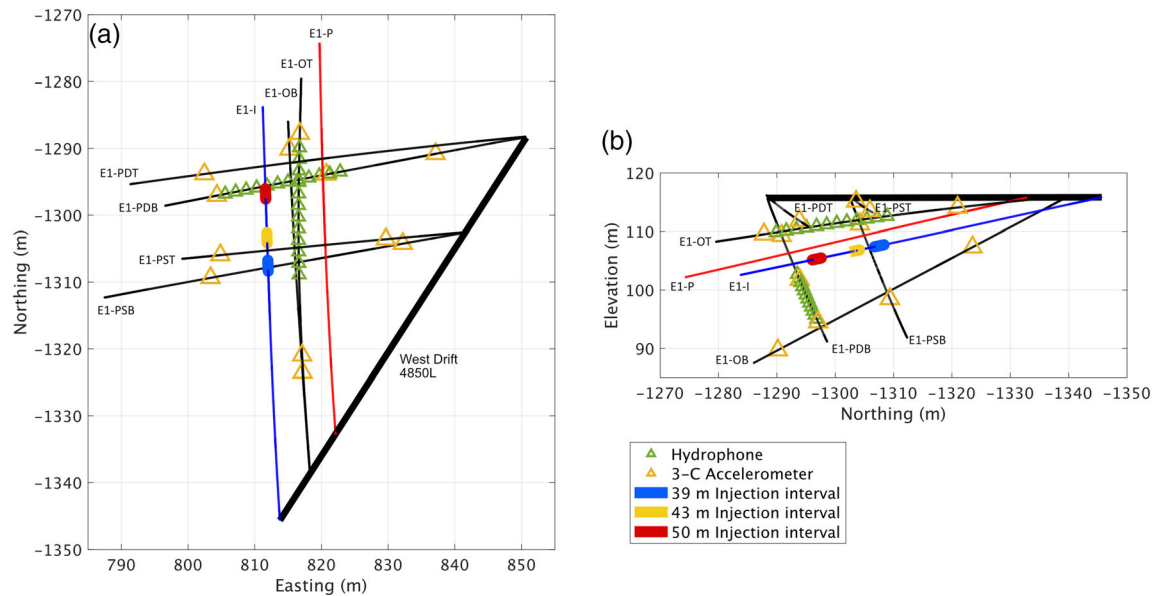 (a)
−1270
−1280
−1290
−1300
−1310
−1320
−1330
−1340
−1350
Northing (m)
790
800
810
820
830
840
850
Easting (m)
E1-P
E1-OT
E1-OB
E1-I
E1-PDT
E1-PDB
E1-PST
E1-PSB
West Drift
4850L
(b)
120
110
100
90
Elevation (m)
−1270
−1280
−1290
−1300
−1310
−1320
−1330
−1340
−1350
Northing (m)
E1-PDT
E1-PST
E1-OT
E1-P
E1-I
E1-OB
E1-PDB
E1-PSB
Hydrophone
3-C Accelerometer
39 m Injection interval
43 m Injection interval
50 m Injection interval